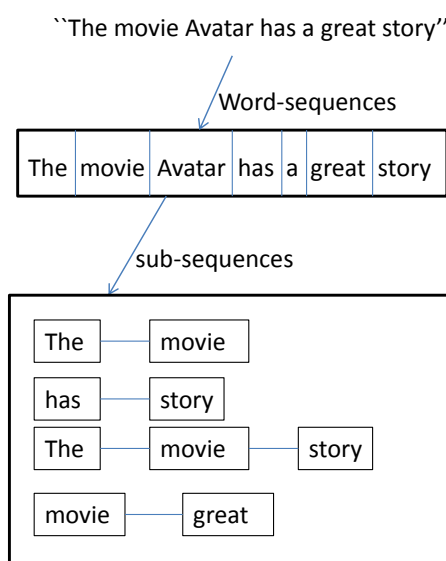 ``The movie Avatar has a great story’’
Word-sequences
The movie Avatar has a great story
sub-sequences
The movie
has story
The movie story
movie great